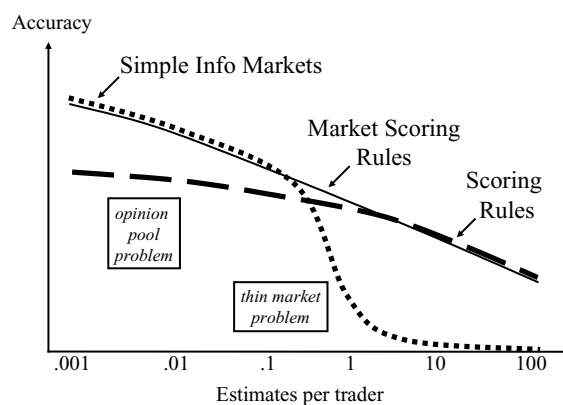 Accuracy
Simple Info Markets
Market Scoring
Rules
Scoring
Rules
opinion
pool
problem
thin market
problem
.001 .01 .1 1 10 100
Estimates per trader